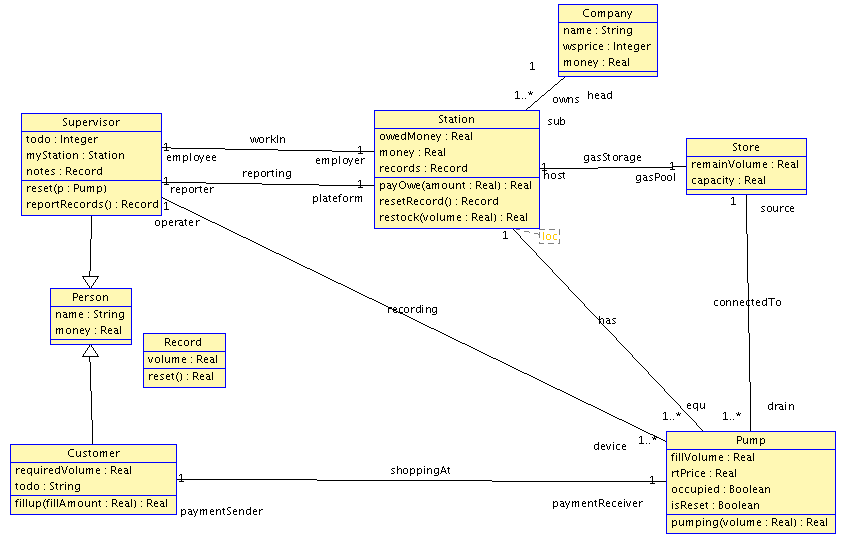 Company
name : String
wsprice : Integer
money : Real
1
1..*
owns
head
sub
Supervisor
todo : Integer
myStation : Station
notes : Record
reset(p : Pump)
reportRecords() : Record
1
employee
workIn
1
employer
1
reporter
reporting
1
plateform
1
operater
Station
owedMoney : Real
money : Real
records : Record
payOwe(amount : Real) : Real
resetRecord() : Record
restock(volume : Real) : Real
1
host
gasStorage
1
gasPool
Store
remainVolume : Real
capacity : Real
1
source
1
loc
Person
name : String
money : Real
recording
has
connectedTo
Record
volume : Real
reset() : Real
equ
1..*
1..*
drain
device
1..*
Customer
requiredVolume : Real
todo : String
fillup(fillAmount : Real) : Real
1
paymentSender
shoppingAt
1
paymentReceiver
Pump
fillVolume : Real
rtPrice : Real
occupied : Boolean
isReset : Boolean
pumping(volume : Real) : Real